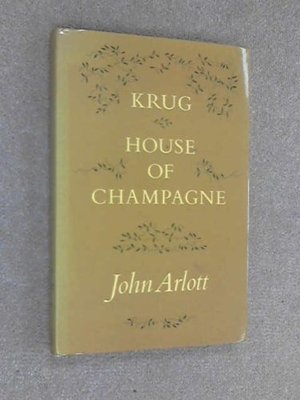 KRUG
HOUSE
OF
CHAMPAGNE
John Arlott